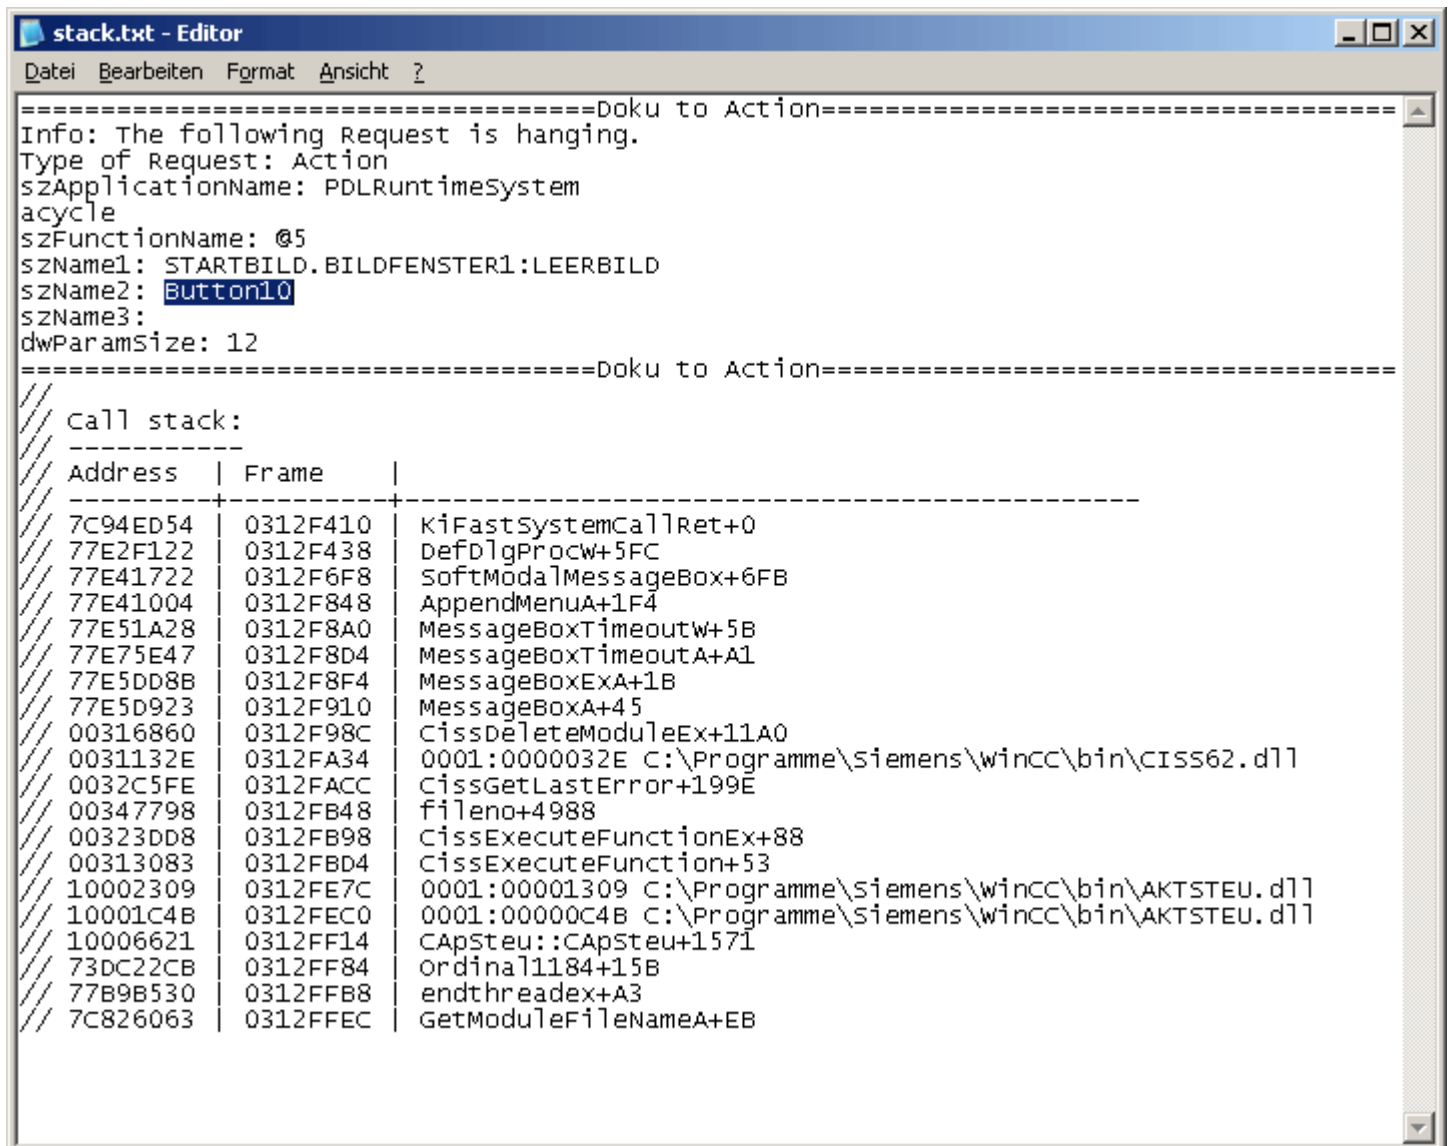 stack.txt - Editor
Datei Bearbeiten Format Ansicht ?
====================================Doku to Action====================================
Info: The following Request is hanging.
Type of Request: Action
szApplicationName: PDLRuntimeSystem
acycle
szFunctionName: @5
szName1: STARTBILD.BILDFENSTER1:LEERBILD
szName2: Button10
szName3:
dwParamSize: 12
====================================Doku to Action====================================
//
// Call stack:
// -----------
// Address | Frame |
// ---------+----------+----------------------------------------------
// 7C94ED54 | 0312F410 | KiFastSystemCallRet+0
// 77E2F122 | 0312F438 | DefDlgProcW+5FC
// 77E41722 | 0312F6F8 | SoftModalMessageBox+6FB
// 77E41004 | 0312F848 | AppendMenuA+1F4
// 77E51A28 | 0312F8A0 | MessageBoxTimeoutW+5B
// 77E75E47 | 0312F8D4 | MessageBoxTimeoutA+A1
// 77E5DD8B | 0312F8F4 | MessageBoxExA+1B
// 77E5D923 | 0312F910 | MessageBoxA+45
// 00316860 | 0312F98C | CissDeleteModuleEx+11A0
// 0031132E | 0312FA34 | 0001:0000032E C:\Programme\Siemens\WinCC\bin\CISS62.dll
// 0032C5FE | 0312FACC | CissGetLastError+199E
// 00347798 | 0312FB48 | fileno+4988
// 00323DD8 | 0312FB98 | CissExecuteFunctionEx+88
// 00313083 | 0312FBD4 | CissExecuteFunction+53
// 10002309 | 0312FE7C | 0001:00001309 C:\Programme\Siemens\WinCC\bin\AKTSTEU.dll
// 10001C4B | 0312FEC0 | 0001:00000C4B C:\Programme\Siemens\WinCC\bin\AKTSTEU.dll
// 10006621 | 0312FF14 | CApSteu::CApSteu+1571
// 73DC22CB | 0312FF84 | Ordinal1184+15B
// 77B9B530 | 0312FFB8 | endthreadex+A3
// 7C826063 | 0312FFEC | GetModuleFileNameA+EB